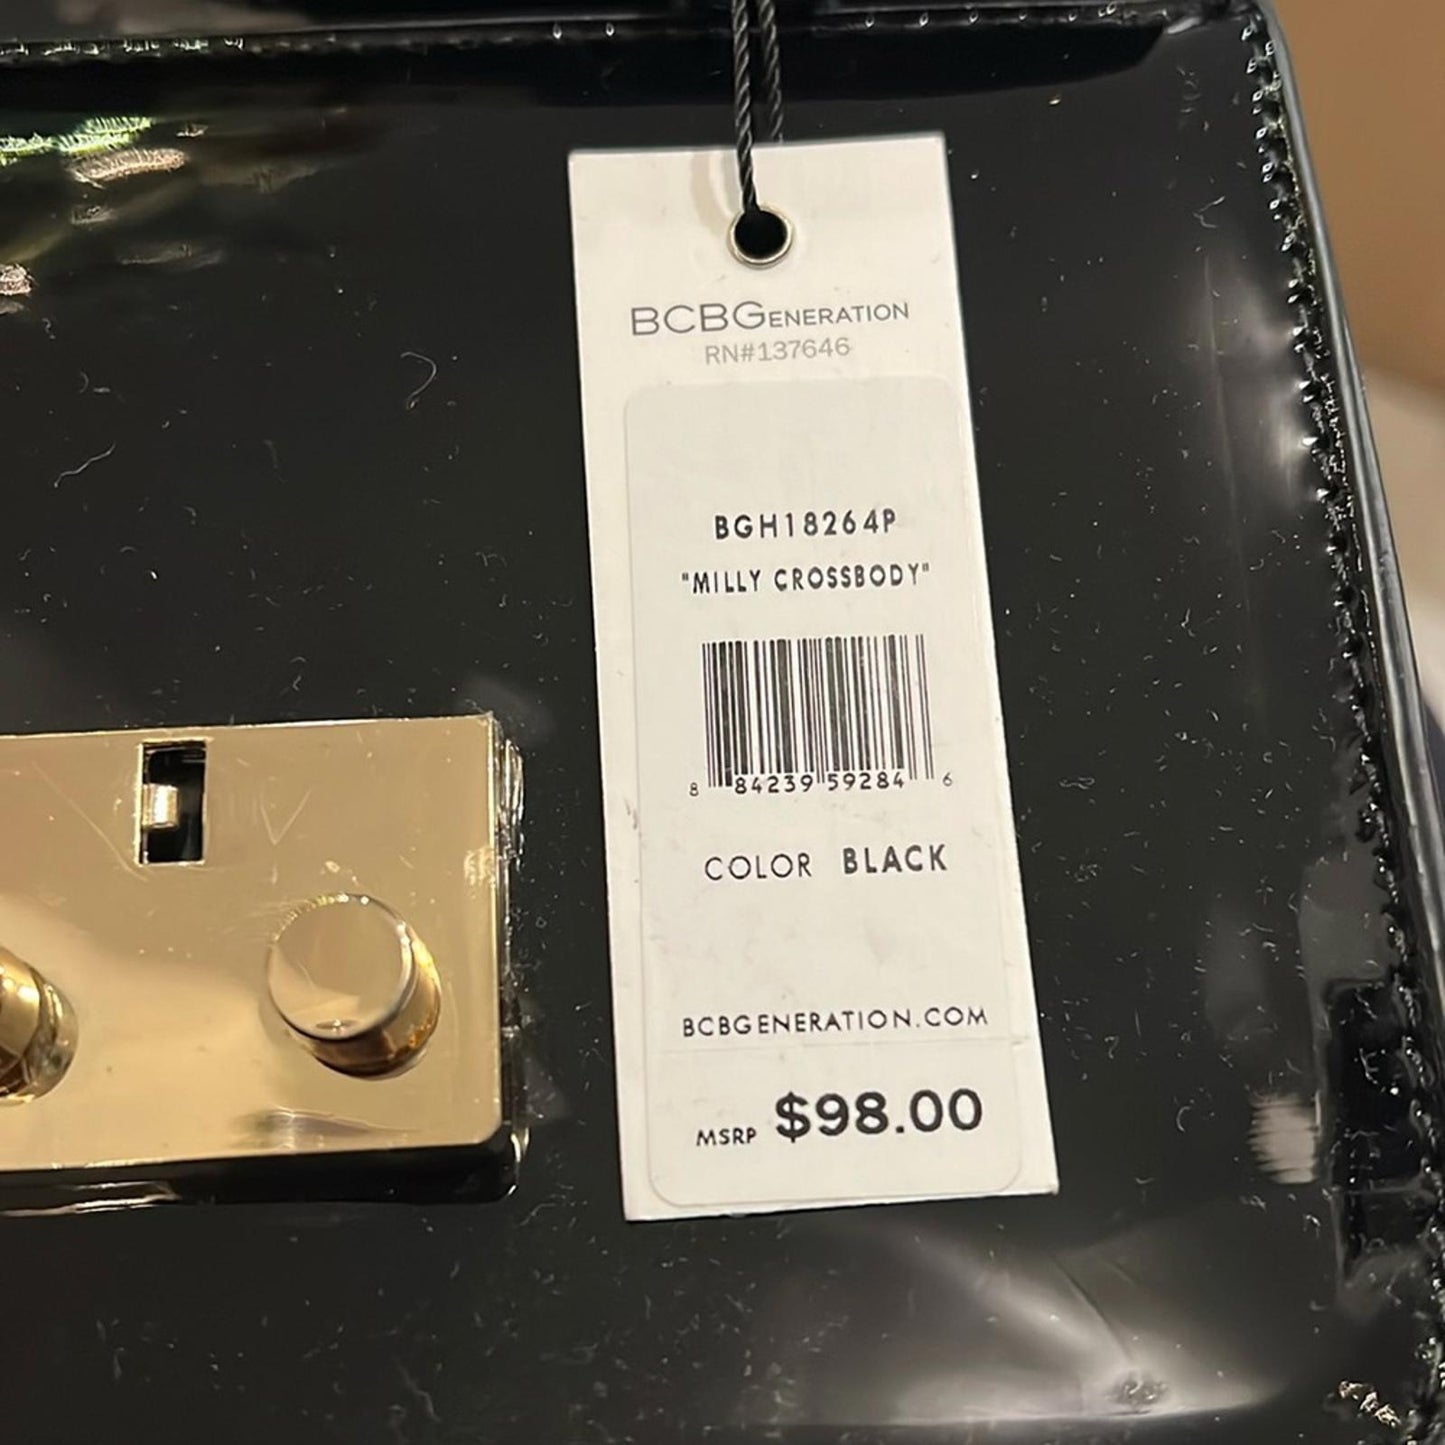 BCBGENERATION
RN#137646
BGH18264P
"MILLY CROSSBODY"
8 84239 59284 6
COLOR BLACK
BCBGENERATION.COM
MSRP $98.00